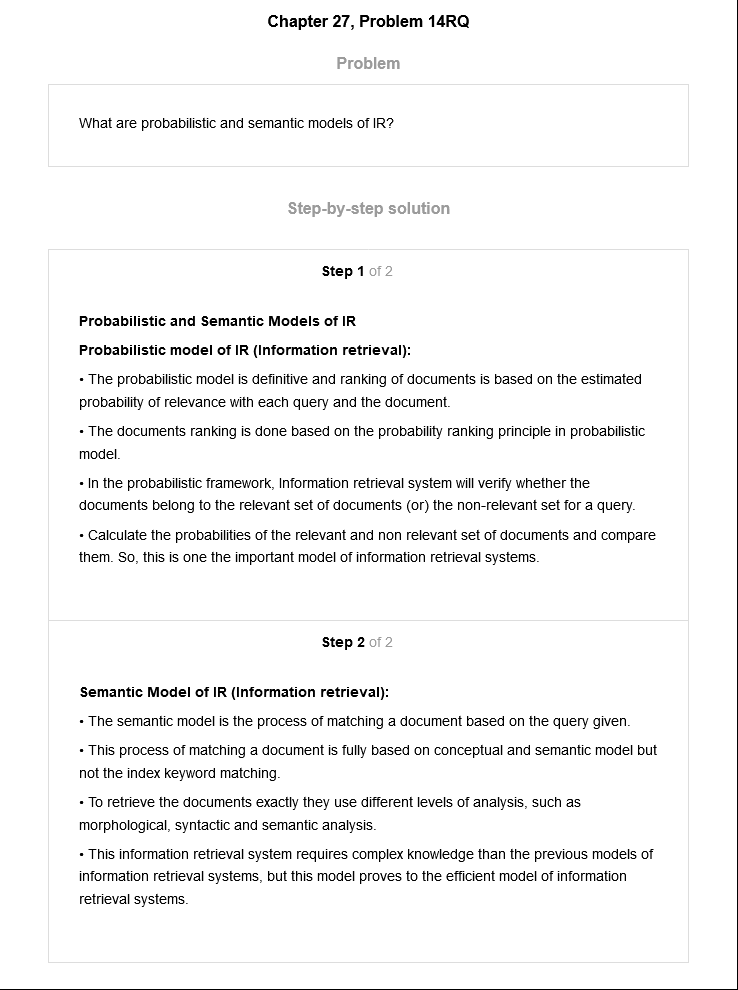 Chapter 27, Problem 14RQ
Problem
What are probabilistic and semantic models of IR?
Step-by-step solution
Step 1 of 2
Probabilistic and Semantic Models of IR
Probabilistic model of IR (Information retrieval):
• The probabilistic model is definitive and ranking of documents is based on the estimated
probability of relevance with each query and the document.
• The documents ranking is done based on the probability ranking principle in probabilistic
model.
• In the probabilistic framework, Information retrieval system will verify whether the
documents belong to the relevant set of documents (or) the non-relevant set for a query.
• Calculate the probabilities of the relevant and non relevant set of documents and compare
them. So, this is one the important model of information retrieval systems.
Step 2 of 2
Semantic Model of IR (Information retrieval):
• The semantic model is the process of matching a document based on the query given.
• This process of matching a document is fully based on conceptual and semantic model but
not the index keyword matching.
• To retrieve the documents exactly they use different levels of analysis, such as
morphological, syntactic and semantic analysis.
• This information retrieval system requires complex knowledge than the previous models of
information retrieval systems, but this model proves to the efficient model of information
retrieval systems.